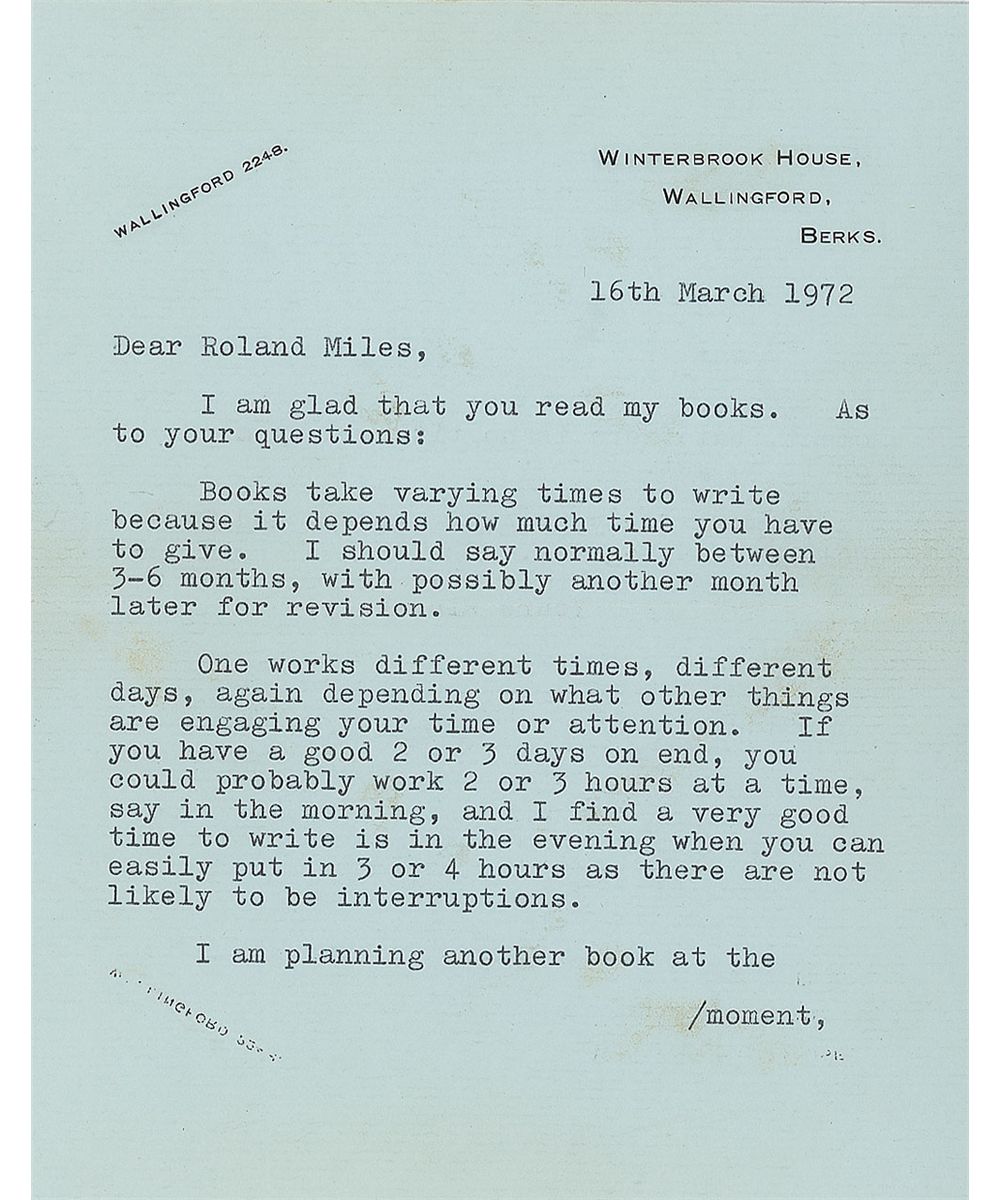 WALLINGFORD 2248.
WINTERBROOK HOUSE,
WALLINGFORD,
BERKS.
16th March 1972
Dear Roland Miles,
I am glad that you read my books. As
to your questions:
Books take varying times to write
because it depends how much time you have
to give. I should say normally between
3-6 months, with possibly another month
later for revision.
One works different times, different
days, again depending on what other things
are engaging your time or attention. If
you have a good 2 or 3 days on end, you
could probably work 2 or 3 hours at a time,
say in the morning, and I find a very good
time to write is in the evening when you can
easily put in 3 or 4 hours as there are not
likely to be interruptions.
I am planning another book at the
/moment,